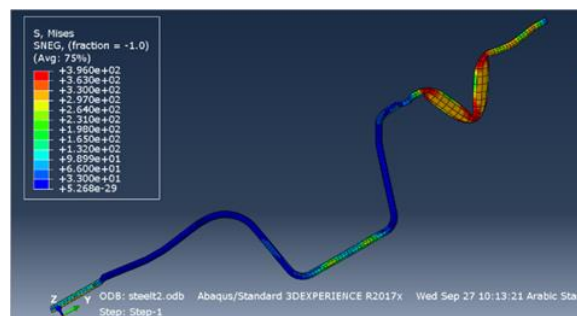 S, Mises
SNEG, (fraction = -1.0)
(Avg: 75%)
+3.960e+02
+3.630e+02
+3.300e+02
+2.970e+02
+2.640e+02
+2.310e+02
+1.980e+02
+1.650e+02
+1.320e+02
+9.899e+01
+6.600e+01
+3.300e+01
+5.268e-29
Z
Y
ODB: steelt2.odb Abaqus/Standard 3DEXPERIENCE R2017x Wed Sep 27 10:13:21 Arabic Sta
Step: Step-1